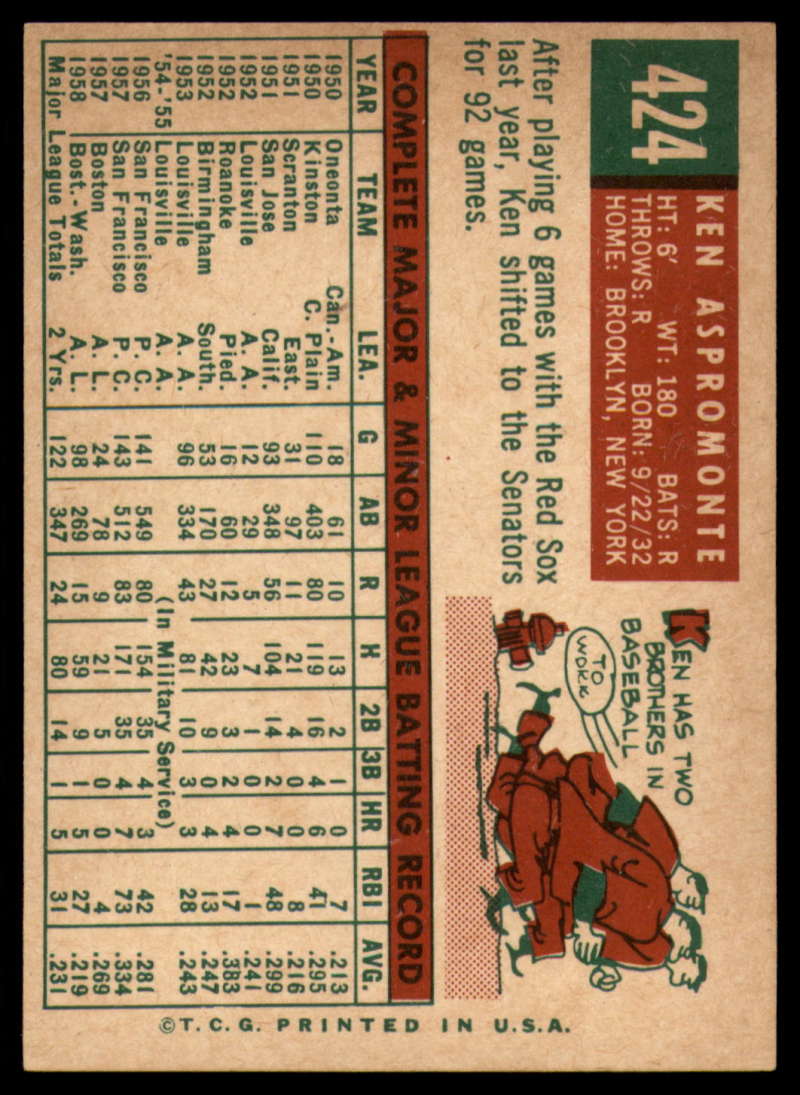 424
KEN ASPROMONTE
HT: 6' WT: 180 BATS: R
THROWS: R BORN: 9/22/32
HOME: BROOKLYN, NEW YORK
After playing 6 games with the Red Sox
last year, Ken shifted to the Senators
for 92 games.
KEN HAS TWO
BROTHERS IN
BASEBALL
TO
WORK
COMPLETE MAJOR & MINOR LEAGUE BATTING RECORD
YEAR TEAM LEA. G AB R H 2B 3B HR RBI AVG.
1950 Oneonta Can.-Am. 18 61 10 13 2 1 0 7 .213
1950 Kinston C. Plain 110 403 80 119 16 4 6 41 .295
1951 Scranton East. 31 97 11 21 4 0 0 8 .216
1951 San Jose Calif. 93 348 56 104 14 2 7 48 .299
1952 Louisville A. A. 12 29 5 7 1 0 0 1 .241
1952 Roanoke Pied. 16 60 12 23 3 2 4 17 .383
1952 Birmingham South. 53 170 27 42 9 0 4 13 .247
1953 Louisville A. A. 96 334 43 81 10 3 3 28 .243
'54-'55 Louisville A. A. (In Military Service)
1956 San Francisco P. C. 141 549 80 154 35 4 3 42 .281
1957 San Francisco P. C. 143 512 83 171 35 4 7 73 .334
1957 Boston A. L. 24 78 9 21 5 0 0 4 .269
1958 Bost.-Wash. A. L. 98 269 15 59 9 1 5 27 .219
Major League Totals 2 Yrs. 122 347 24 80 14 1 5 31 .231
©T.C.G. PRINTED IN U.S.A.